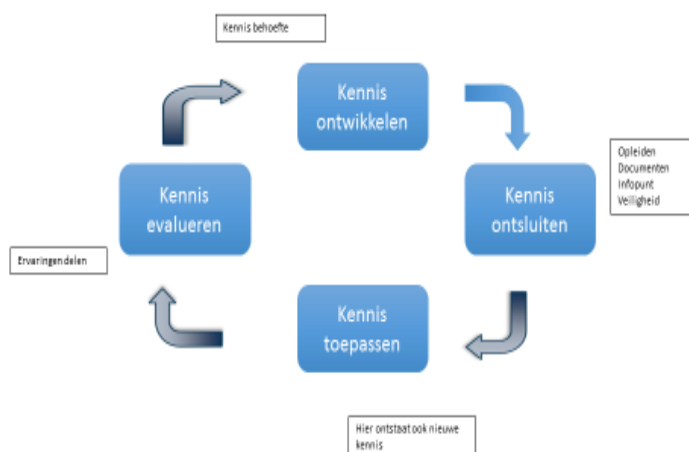 Kennis behoefte
Kennis
ontwikkelen
Opleiden
Documenten
Infopunt
Veiligheid
Kennis
evalueren
Kennis
ontsluiten
Ervaringen delen
Kennis
toepassen
Hier ontstaat ook nieuwe
kennis